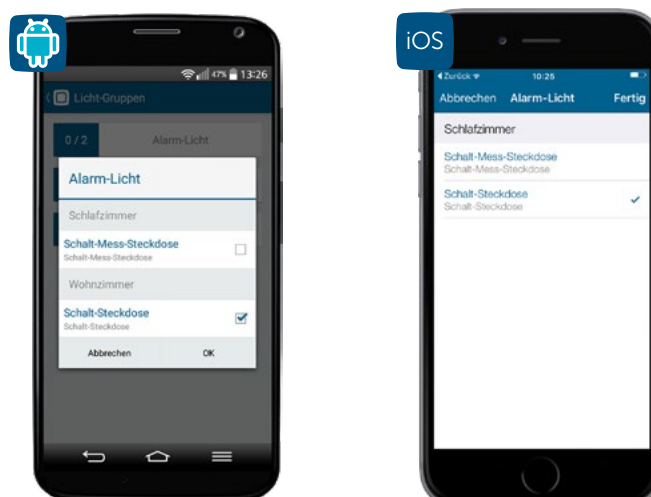 47% 13:26
Licht-Gruppen
0 / 2 Alarm-Licht
Alarm-Licht
Schlafzimmer
Schalt-Mess-Steckdose
Schalt-Mess-Steckdose
Wohnzimmer
Schalt-Steckdose
Schalt-Steckdose
Abbrechen OK
iOS
Zurück 10:25
Abbrechen Alarm-Licht Fertig
Schlafzimmer
Schalt-Mess-Steckdose
Schalt-Mess-Steckdose
Schalt-Steckdose
Schalt-Steckdose